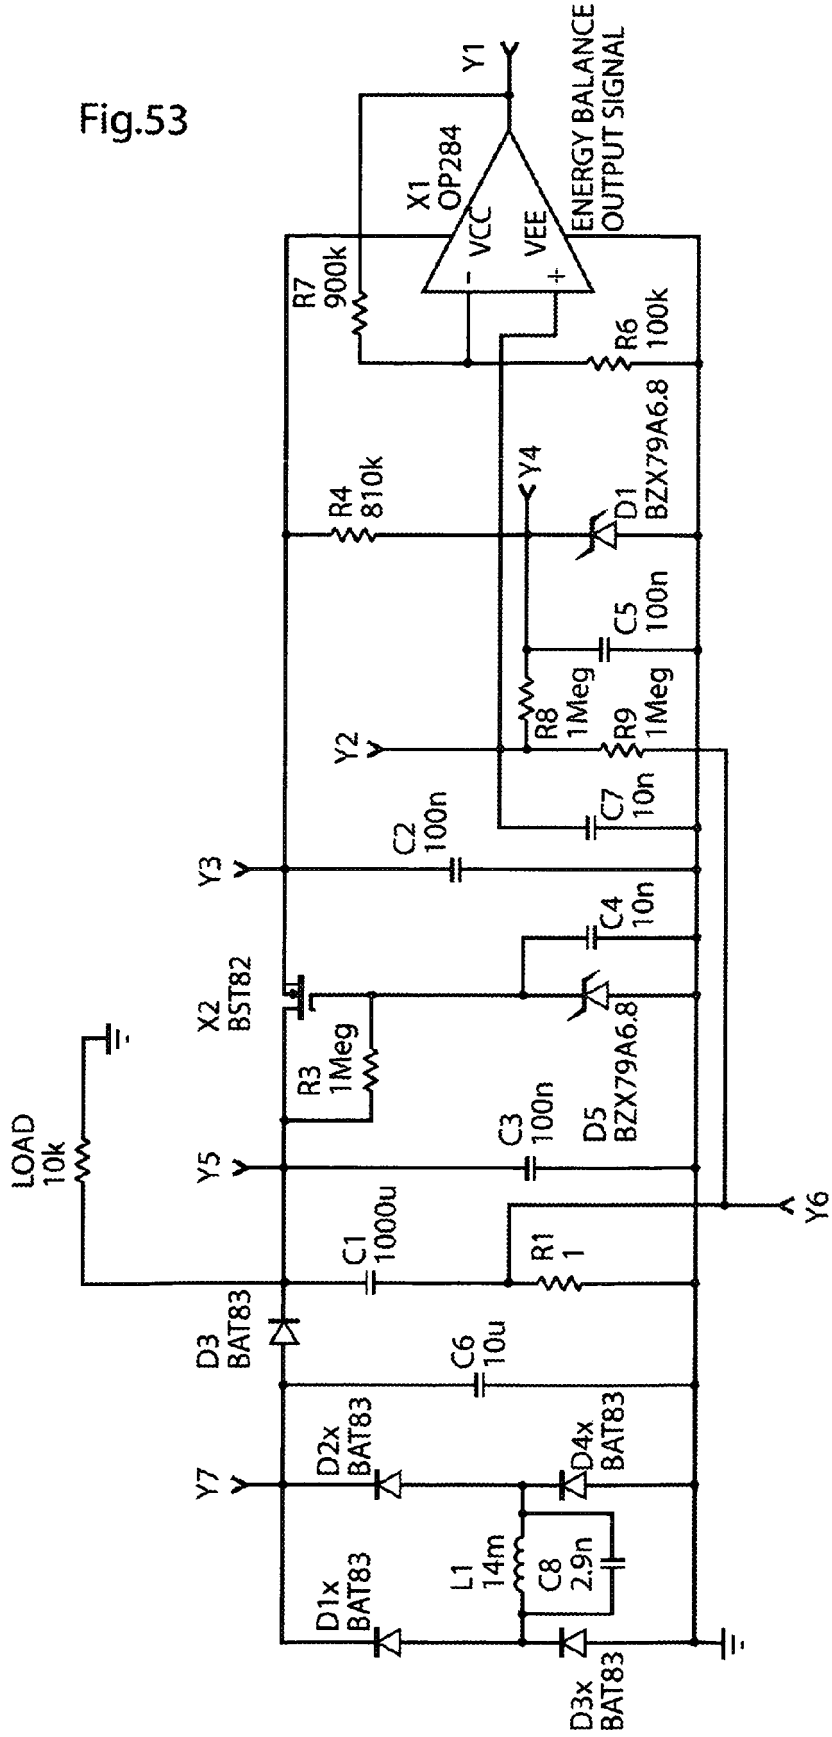 Fig.53
LOAD
10k
D3
BAT83
Y5
X2
BST82
Y3
Y7
D1x
BAT83
D2x
BAT83
C6
10u
C1
1000u
R3
1Meg
C2
100n
Y2
R4
810k
R7
900k
X1
OP284
Y1
VCC
VEE
-
+
ENERGY BALANCE
OUTPUT SIGNAL
L1
14m
C8
2.9n
D3x
BAT83
D4x
BAT83
R1
1
C3
100n
D5
BZX79A6.8
C4
10n
C7
10n
R8
1Meg
R9
1Meg
C5
100n
Y4
D1
BZX79A6.8
R6
100k
Y6